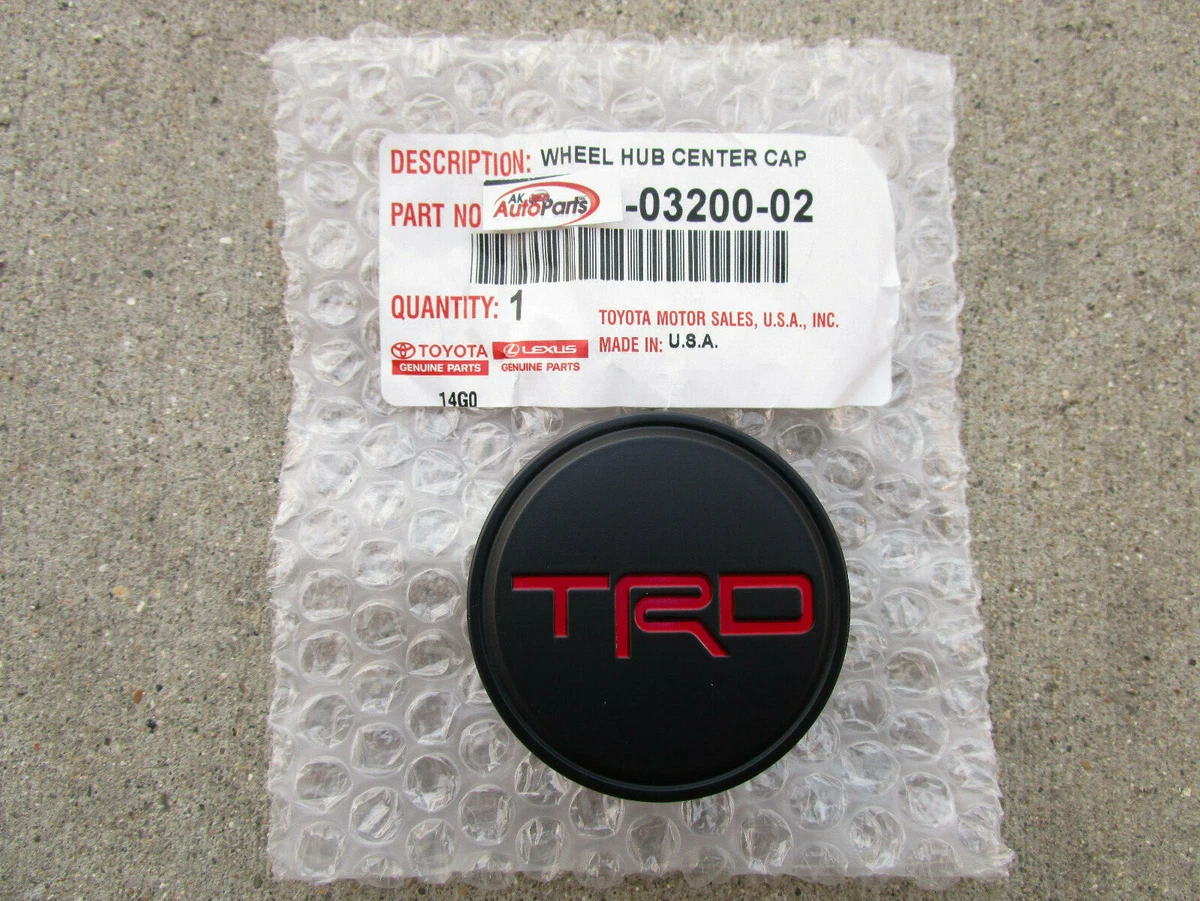 DESCRIPTION: WHEEL HUB CENTER CAP
PART NO -03200-02
AK
AutoParts
QUANTITY: 1
TOYOTA MOTOR SALES, U.S.A., INC.
MADE IN: U.S.A.
TOYOTA
GENUINE PARTS
LEXUS
GENUINE PARTS
14G0
TRD